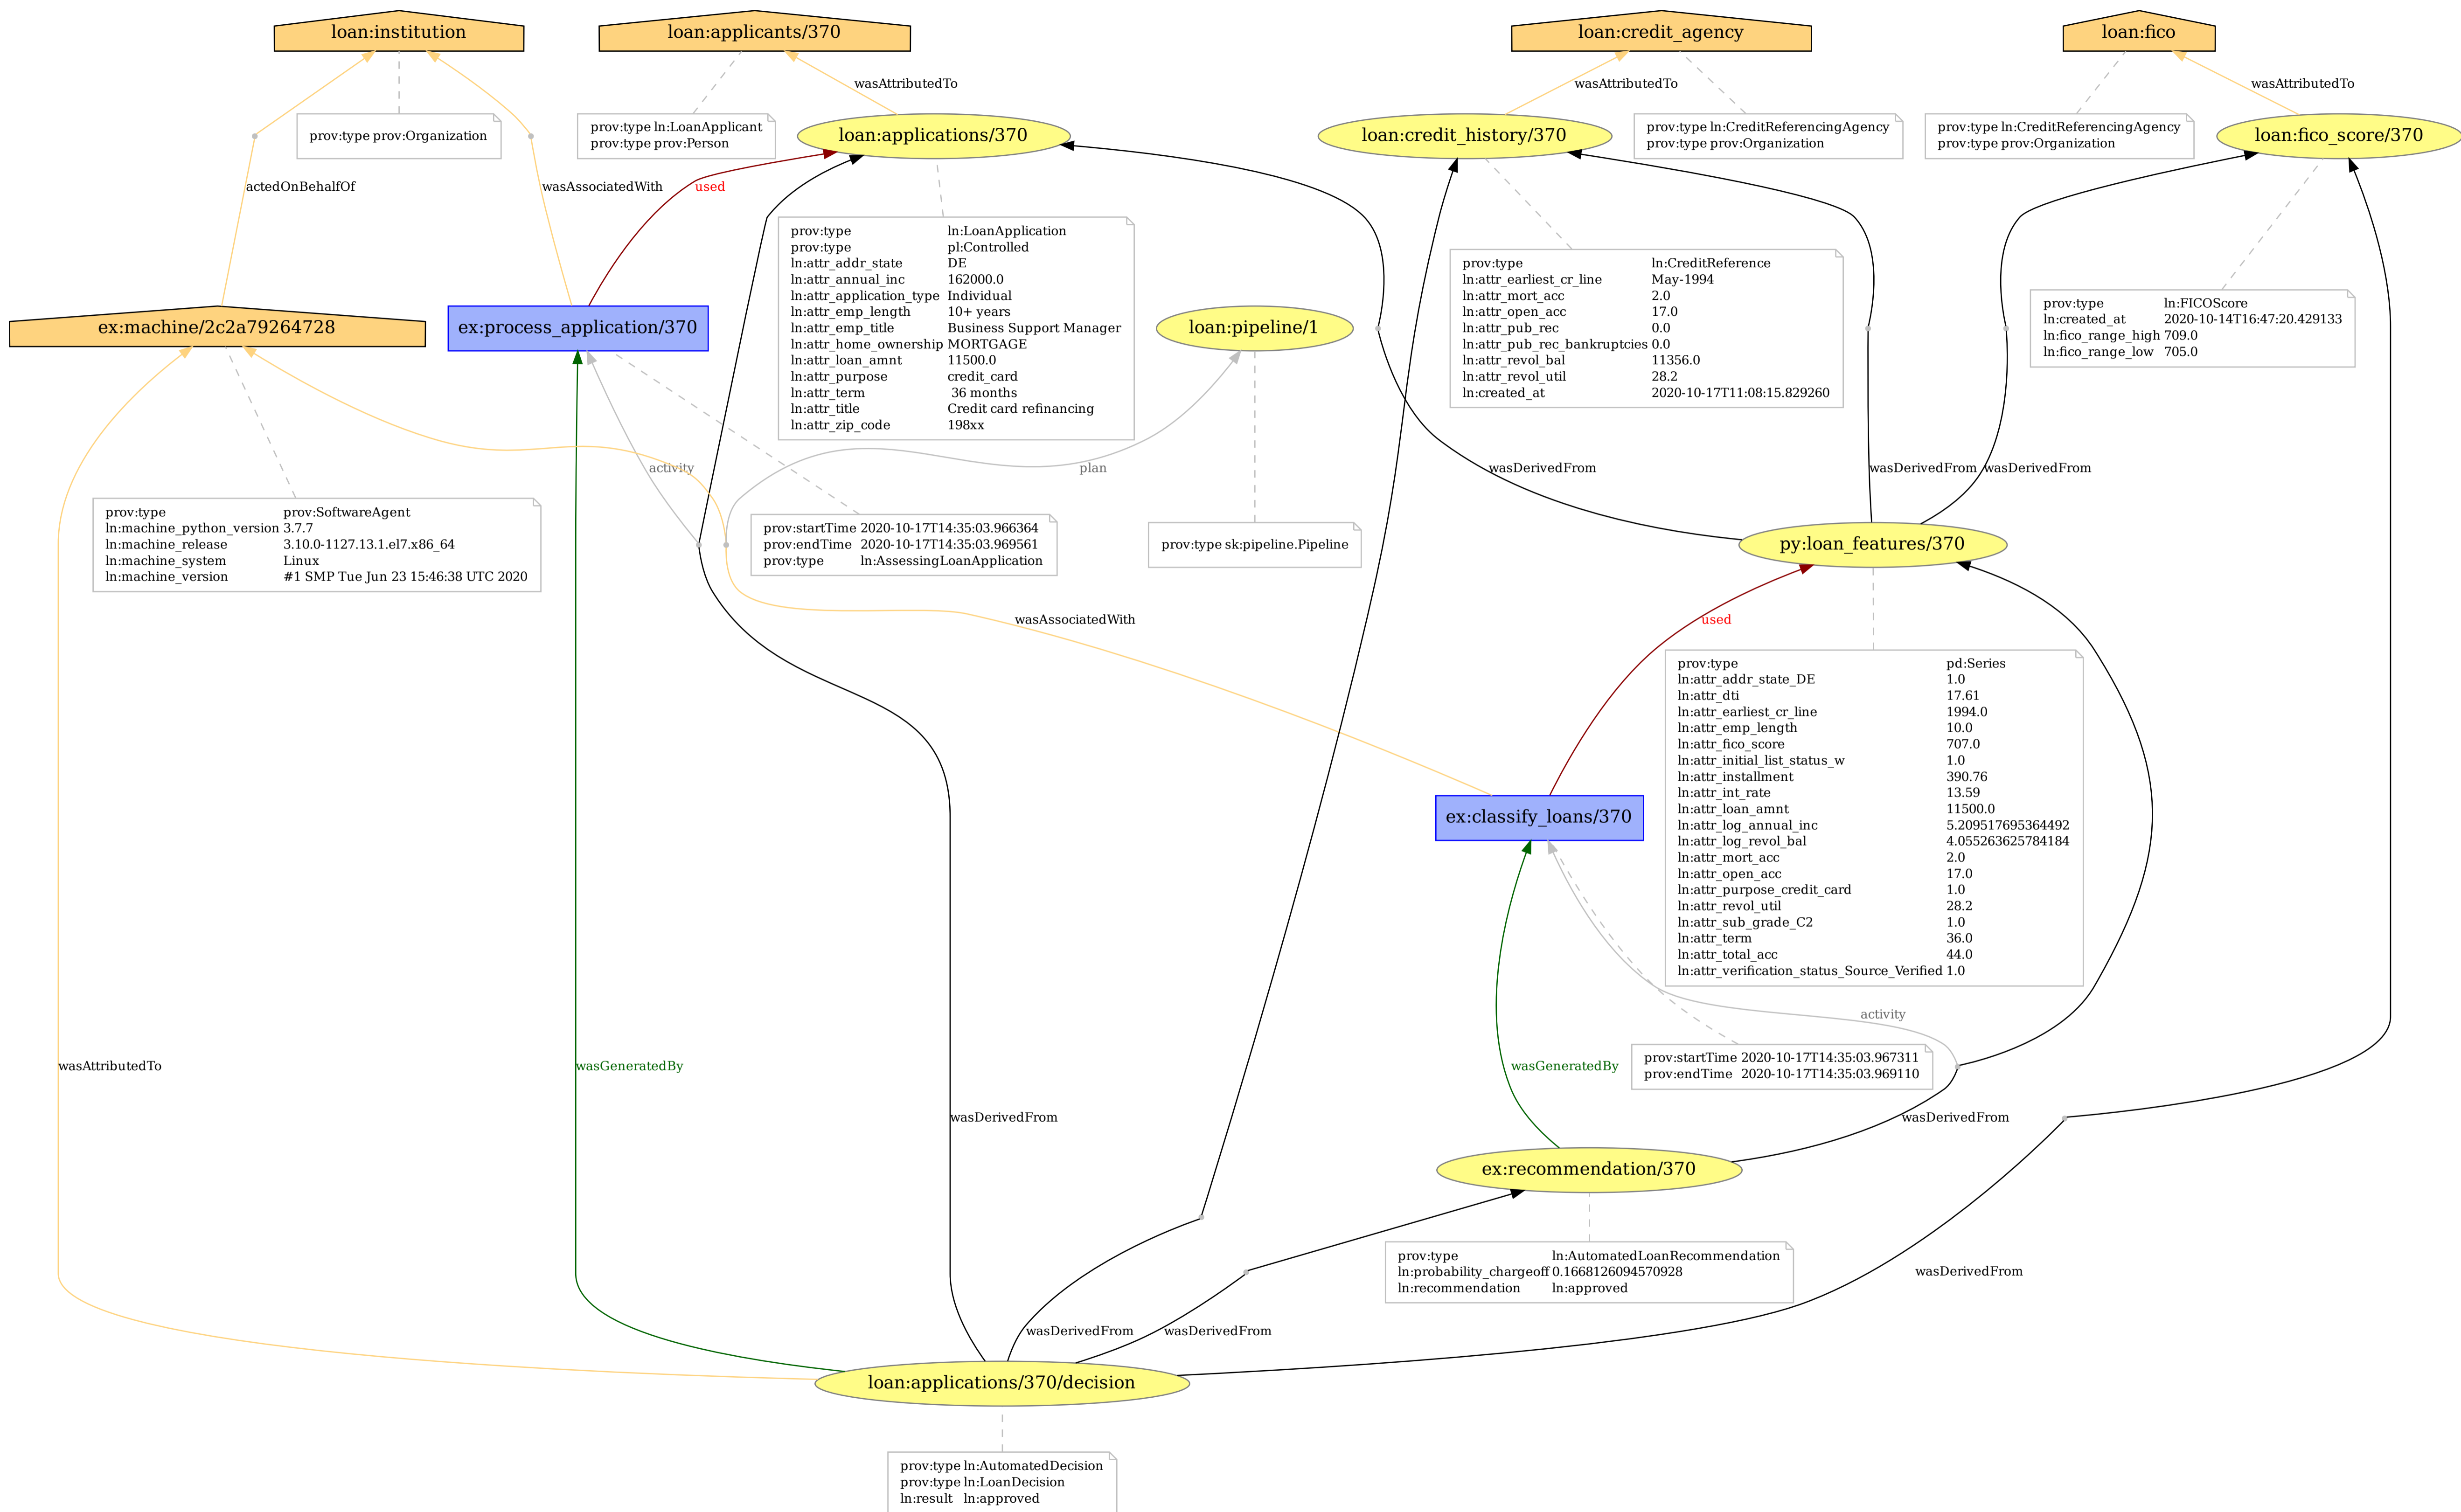 loan:institution
loan:applicants/370
loan:credit_agency
loan:fico
wasAttributedTo
wasAttributedTo
wasAttributedTo
prov:type prov:Organization
prov:type ln:LoanApplicant
prov:type prov:Person
loan:applications/370
loan:credit_history/370
prov:type ln:CreditReferencingAgency
prov:type prov:Organization
prov:type ln:CreditReferencingAgency
prov:type prov:Organization
loan:fico_score/370
actedOnBehalfOf
wasAssociatedWith
used
prov:type ln:LoanApplication
prov:type pl:Controlled
ln:attr_addr_state DE
ln:attr_annual_inc 162000.0
ln:attr_application_type Individual
ln:attr_emp_length 10+ years
ln:attr_emp_title Business Support Manager
ln:attr_home_ownership MORTGAGE
ln:attr_loan_amnt 11500.0
ln:attr_purpose credit_card
ln:attr_term 36 months
ln:attr_title Credit card refinancing
ln:attr_zip_code 198xx
prov:type ln:CreditReference
ln:attr_earliest_cr_line May-1994
ln:attr_mort_acc 2.0
ln:attr_open_acc 17.0
ln:attr_pub_rec 0.0
ln:attr_pub_rec_bankruptcies 0.0
ln:attr_revol_bal 11356.0
ln:attr_revol_util 28.2
ln:created_at 2020-10-17T11:08:15.829260
prov:type ln:FICOScore
ln:created_at 2020-10-14T16:47:20.429133
ln:fico_range_high 709.0
ln:fico_range_low 705.0
ex:machine/2c2a79264728
ex:process_application/370
loan:pipeline/1
activity
plan
wasDerivedFrom
wasDerivedFrom
wasDerivedFrom
prov:type prov:SoftwareAgent
ln:machine_python_version 3.7.7
ln:machine_release 3.10.0-1127.13.1.el7.x86_64
ln:machine_system Linux
ln:machine_version #1 SMP Tue Jun 23 15:46:38 UTC 2020
prov:startTime 2020-10-17T14:35:03.966364
prov:endTime 2020-10-17T14:35:03.969561
prov:type ln:AssessingLoanApplication
prov:type sk:pipeline.Pipeline
py:loan_features/370
wasAssociatedWith
used
prov:type pd:Series
ln:attr_addr_state_DE 1.0
ln:attr_dti 17.61
ln:attr_earliest_cr_line 1994.0
ln:attr_emp_length 10.0
ln:attr_fico_score 707.0
ln:attr_initial_list_status_w 1.0
ln:attr_installment 390.76
ln:attr_int_rate 13.59
ln:attr_loan_amnt 11500.0
ln:attr_log_annual_inc 5.209517695364492
ln:attr_log_revol_bal 4.055263625784184
ln:attr_mort_acc 2.0
ln:attr_open_acc 17.0
ln:attr_purpose_credit_card 1.0
ln:attr_revol_util 28.2
ln:attr_sub_grade_C2 1.0
ln:attr_term 36.0
ln:attr_total_acc 44.0
ln:attr_verification_status_Source_Verified 1.0
ex:classify_loans/370
activity
wasAttributedTo
wasGeneratedBy
wasGeneratedBy
prov:startTime 2020-10-17T14:35:03.967311
prov:endTime 2020-10-17T14:35:03.969110
wasDerivedFrom
wasDerivedFrom
ex:recommendation/370
prov:type ln:AutomatedLoanRecommendation
ln:probability_chargeoff 0.1668126094570928
ln:recommendation ln:approved
wasDerivedFrom
wasDerivedFrom
wasDerivedFrom
loan:applications/370/decision
prov:type ln:AutomatedDecision
prov:type ln:LoanDecision
ln:result ln:approved